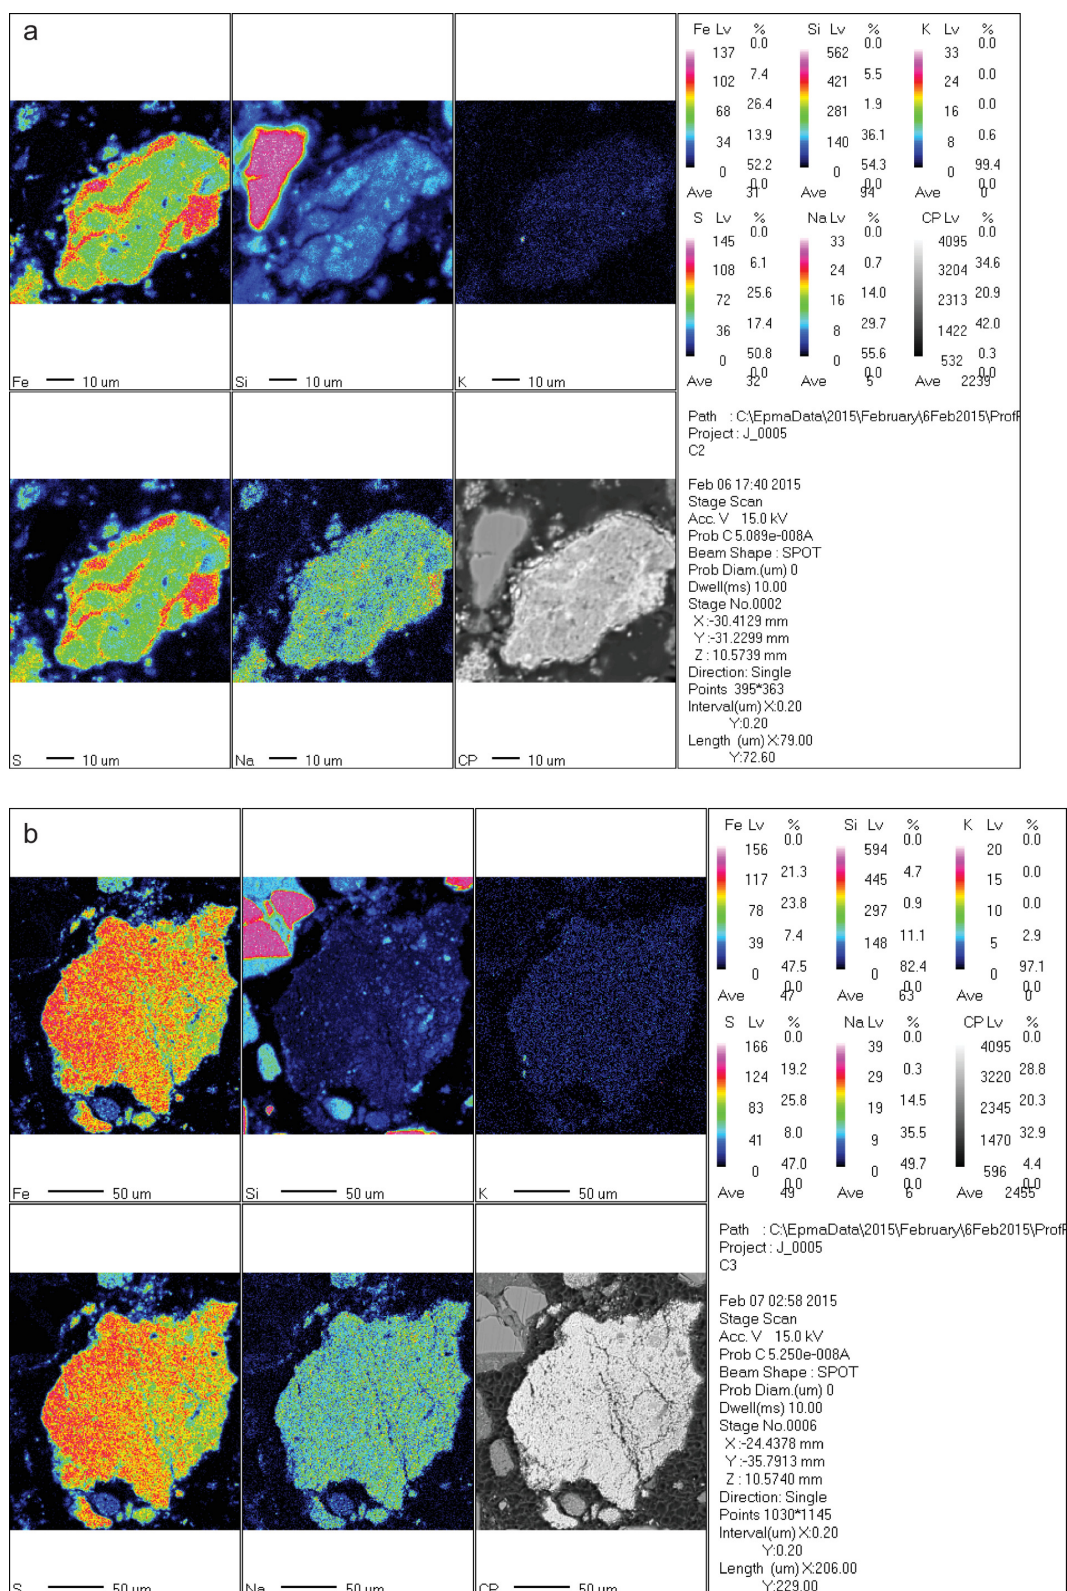 a
Fe Lv % Si Lv % K Lv %
0.0 0.0 0.0
137 562 33
7.4 5.5 0.0
102 421 24
26.4 1.9 0.0
68 281 16
13.9 36.1 0.6
34 140 8
52.2 54.3 99.4
0 0 0
0.0 0.0 0.0
Ave 31 Ave 94 Ave 0
S Lv % Na Lv % CP Lv %
0.0 0.0 0.0
145 33 4095
6.1 0.7 34.6
108 24 3204
25.6 14.0 20.9
72 16 2313
17.4 29.7 42.0
36 8 1422
50.8 55.6 0.3
0 0 532
0.0 0.0 0.0
Ave 32 Ave 5 Ave 2239
Fe 10 um Si 10 um K 10 um
S 10 um Na 10 um CP 10 um
Path : C:\EpmaData\2015\February\6Feb2015\Prof
Project : J_0005
C2
Feb 06 17:40 2015
Stage Scan
Acc. V 15.0 kV
Prob C 5.089e-008A
Beam Shape : SPOT
Prob Diam.(um) 0
Dwell(ms) 10.00
Stage No.0002
X :-30.4129 mm
Y :-31.2299 mm
Z : 10.5739 mm
Direction: Single
Points 395*363
Interval(um) X:0.20
Y:0.20
Length (um) X:79.00
Y:72.60
b
Fe Lv % Si Lv % K Lv %
0.0 0.0 0.0
156 594 20
21.3 4.7 0.0
117 445 15
23.8 0.9 0.0
78 297 10
7.4 11.1 2.9
39 148 5
47.5 82.4 97.1
0 0 0
0.0 0.0 0.0
Ave 47 Ave 63 Ave 0
S Lv % Na Lv % CP Lv %
0.0 0.0 0.0
166 39 4095
19.2 0.3 28.8
124 29 3220
25.8 14.5 20.3
83 19 2345
8.0 35.5 32.9
41 9 1470
47.0 49.7 4.4
0 0 596
0.0 0.0 0.0
Ave 49 Ave 6 Ave 2455
Fe 50 um Si 50 um K 50 um
S 50 um Na 50 um CP 50 um
Path : C:\EpmaData\2015\February\6Feb2015\Prof
Project : J_0005
C3
Feb 07 02:58 2015
Stage Scan
Acc. V 15.0 kV
Prob C 5.250e-008A
Beam Shape : SPOT
Prob Diam.(um) 0
Dwell(ms) 10.00
Stage No.0006
X :-24.4378 mm
Y :-35.7913 mm
Z : 10.5740 mm
Direction: Single
Points 1030*1145
Interval(um) X:0.20
Y:0.20
Length (um) X:206.00
Y:229.00